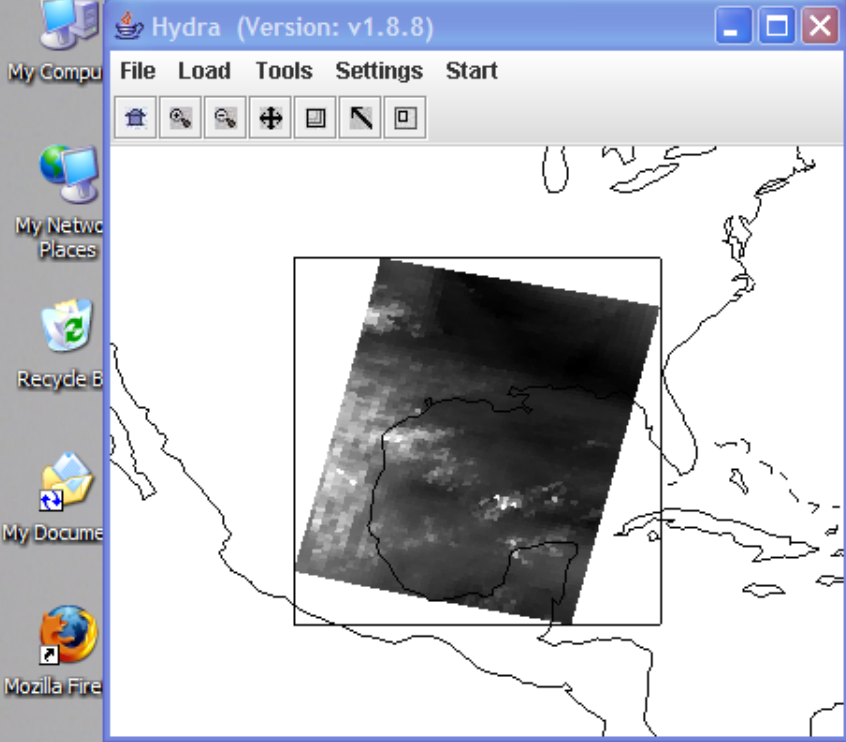 Hydra (Version: v1.8.8)
File Load Tools Settings Start
My Compu
My Netwo
Places
Recycle B
My Docume
Mozilla Fire